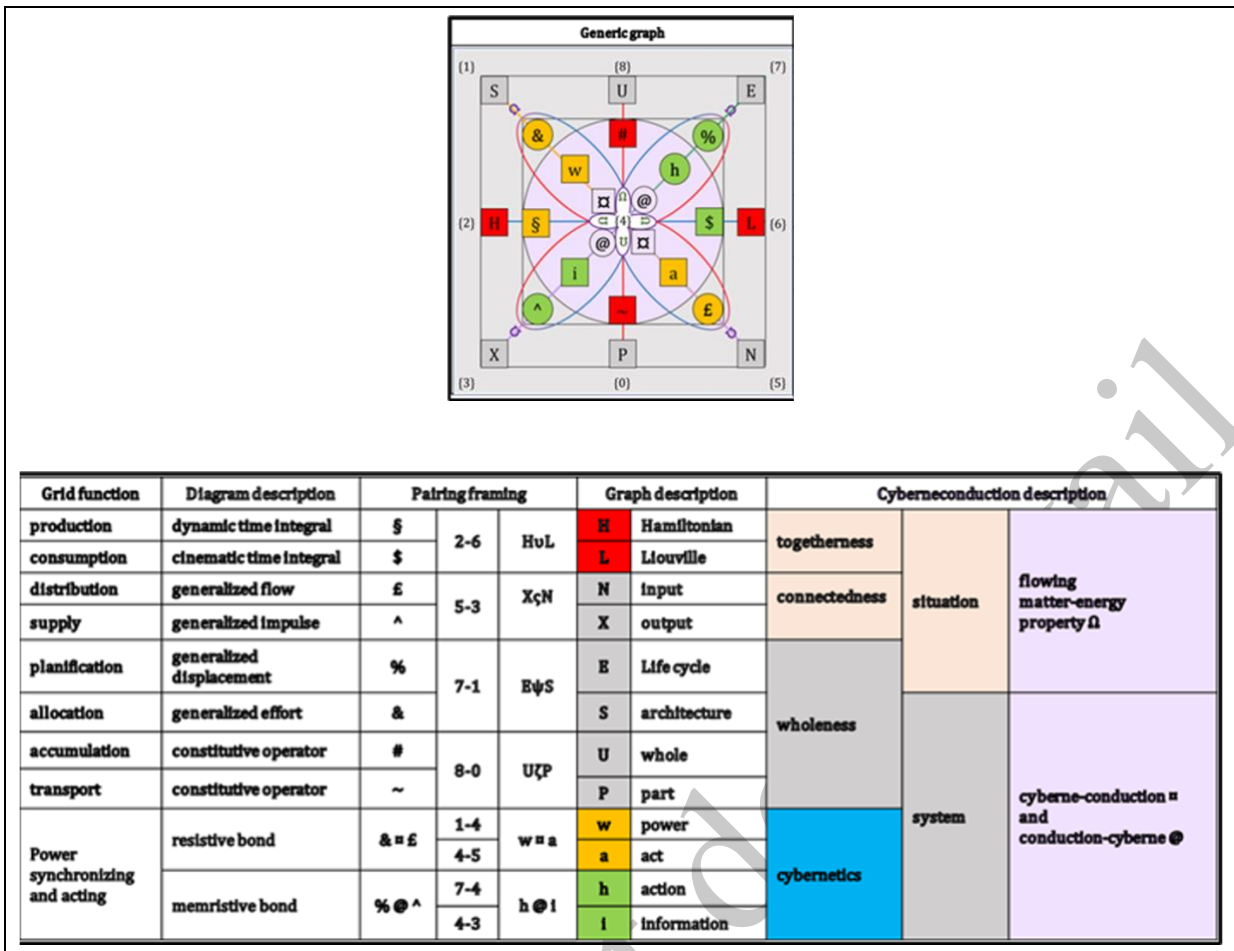 Generic graph
{1} {8} {7}
S U E
& # %
w h
¤ Ω @
{2} H § {4} $ L {6}
@ ¤
i a
^ ~ £
X P N
{3} {0} {5}
Grid function Diagram description Pairing framing Graph description Cyberneconduction description
production dynamic time integral § 2-6 HυL H Hamiltonian togetherness situation flowing
matter-energy
property Ω
consumption cinematic time integral $ L Liouville
distribution generalized flow £ 5-3 XςN N input connectedness
supply generalized impulse ^ X output
planification generalized
displacement % 7-1 EψS E Life cycle wholeness
allocation generalized effort & S architecture system cyberne-conduction ¤
and
conduction-cyberne @
accumulation constitutive operator # 8-0 UζP U whole
transport constitutive operator ~ P part
Power
synchronizing
and acting resistive bond & ¤ £ 1-4 w ¤ a w power cybernetics
4-5 a act
memristive bond % @ ^ 7-4 h @ i h action
4-3 i information